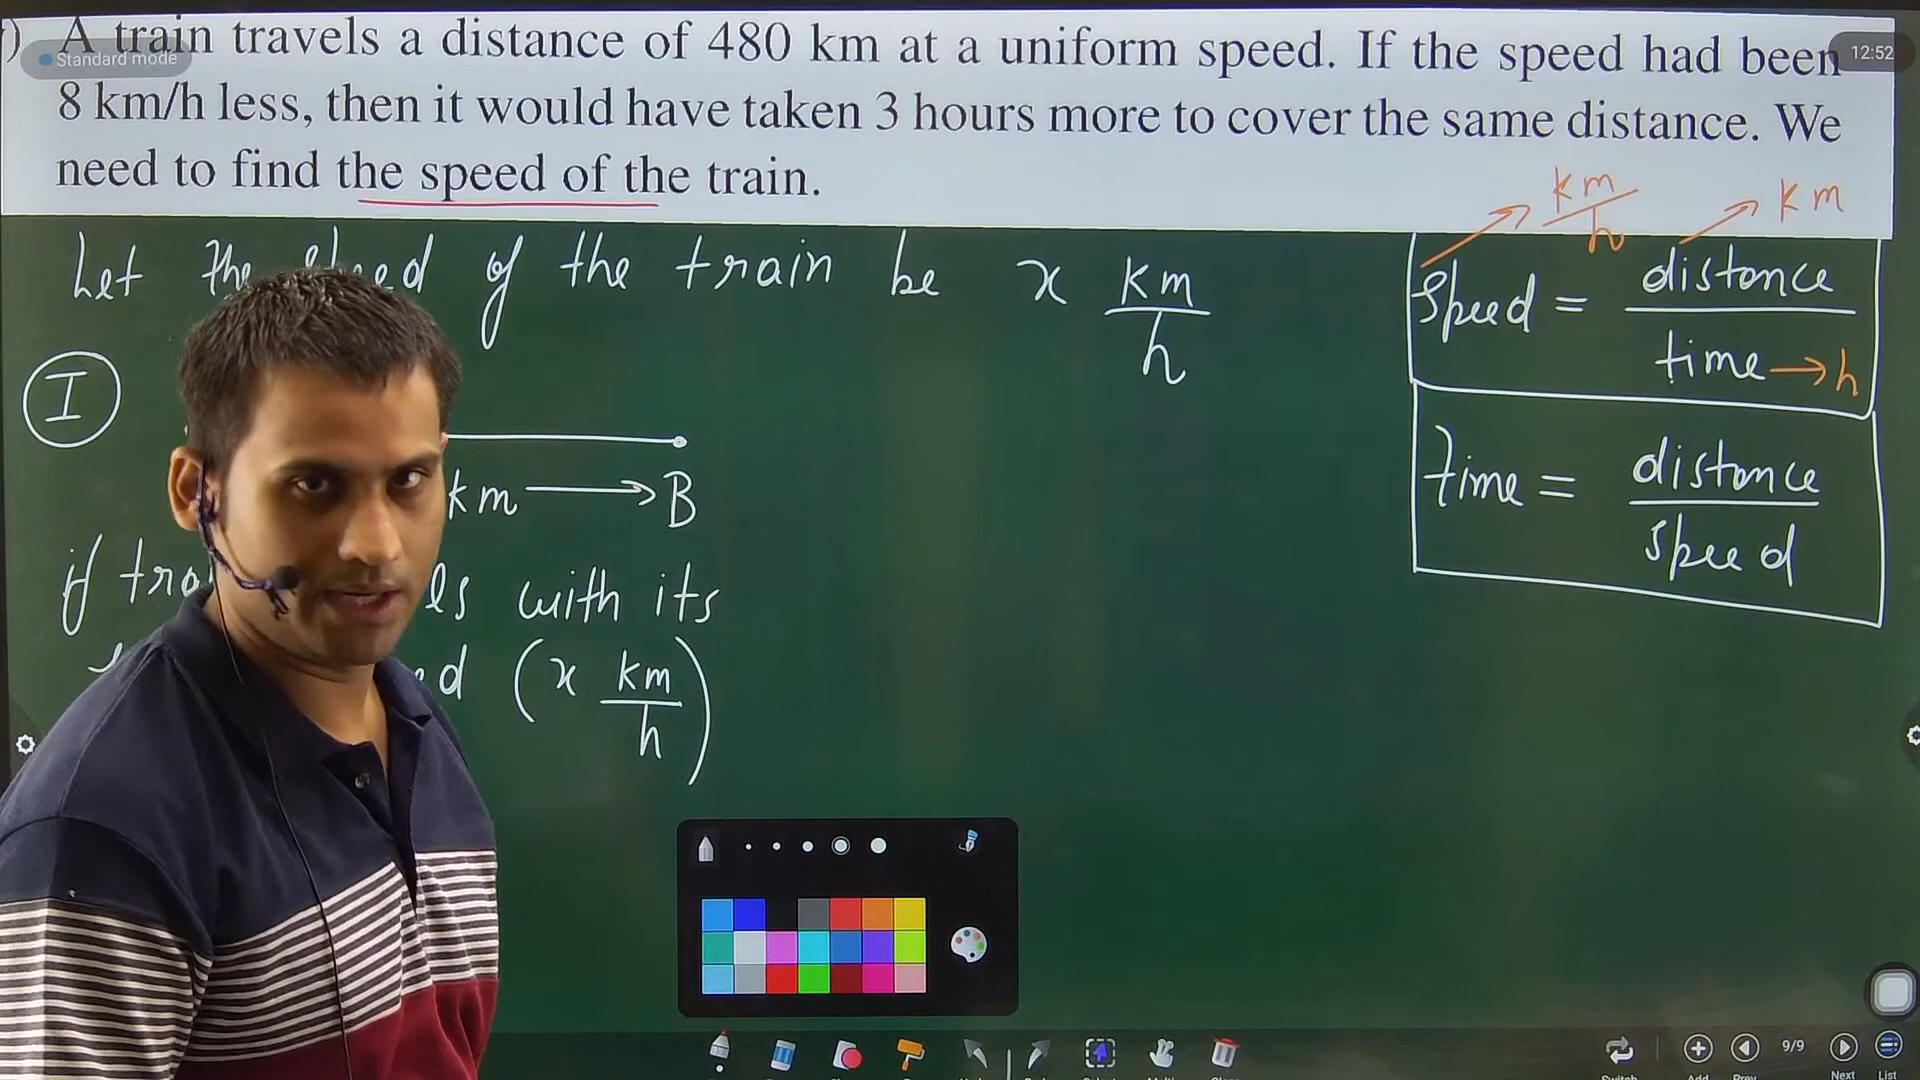 ) A train travels a distance of 480 km at a uniform speed. If the speed had been
8 km/h less, then it would have taken 3 hours more to cover the same distance. We
need to find the speed of the train.
Standard mode
12:52
km
h
km
Let the speed of the train be x km
h
Speed = distance
time → h
I
km → B
Time = distance
speed
if with its
(x km
h)
9/9
Next
List